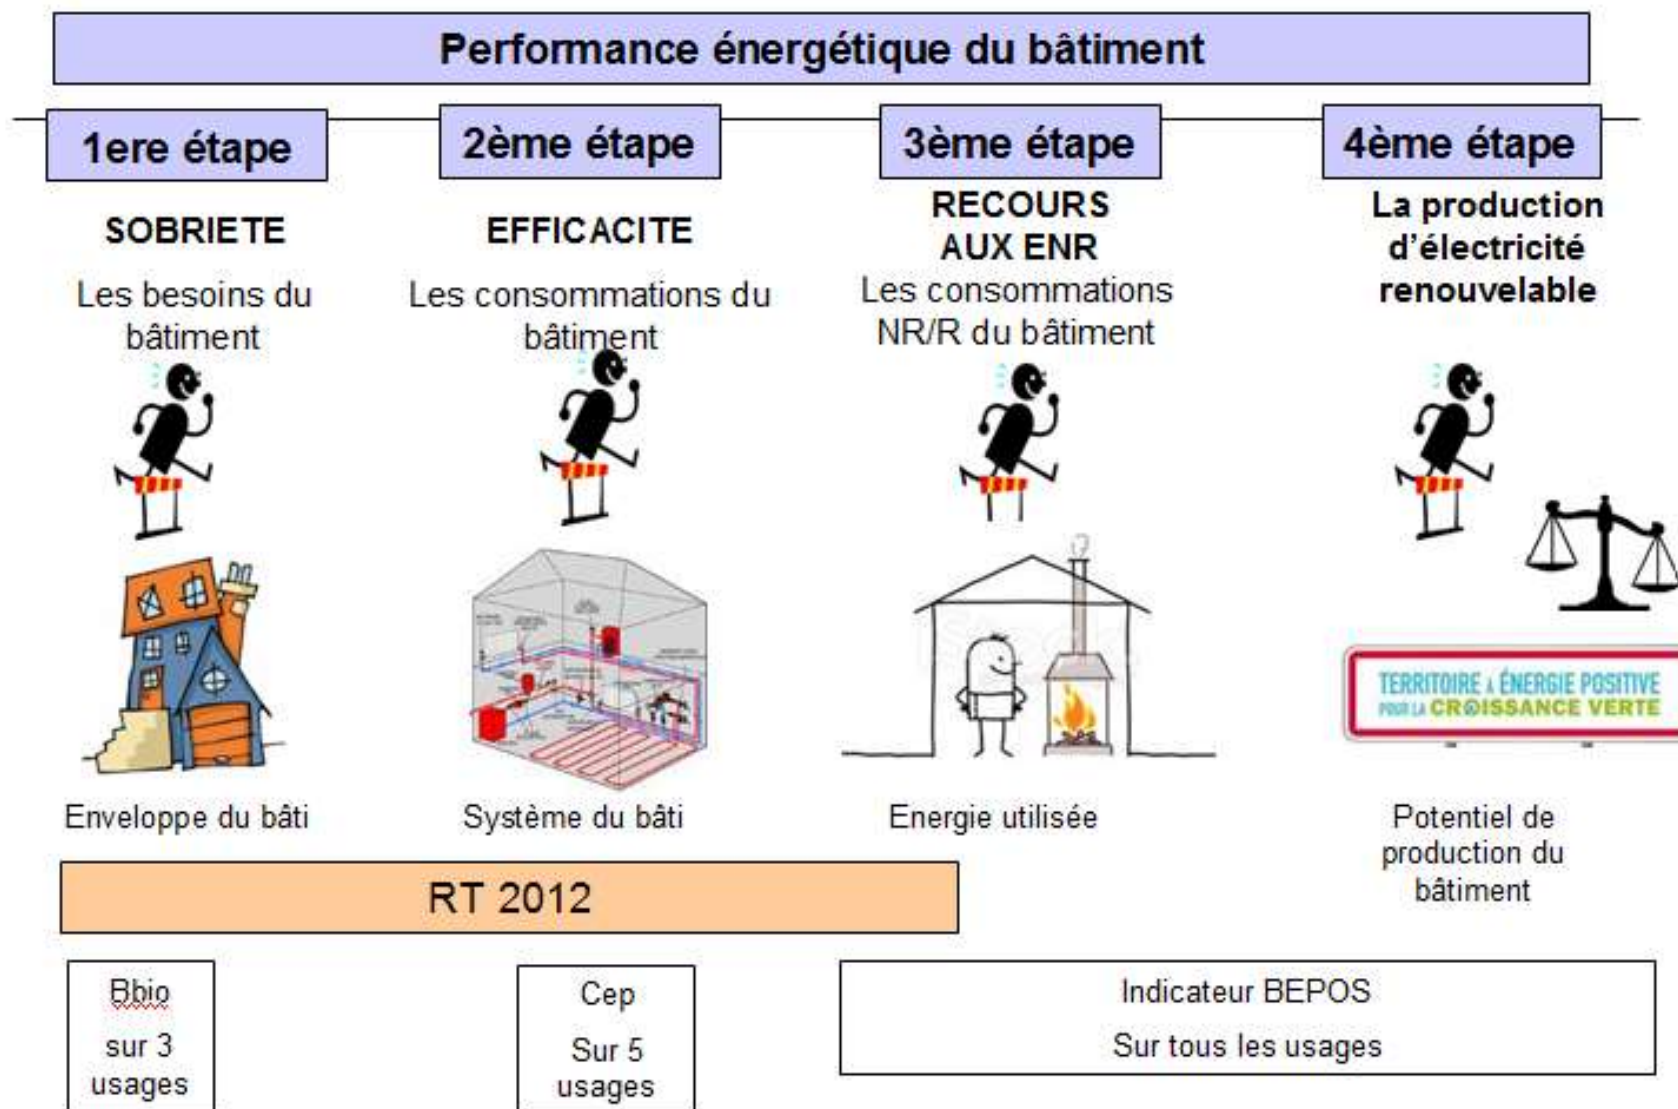 Performance énergétique du bâtiment
1ere étape
2ème étape
3ème étape
4ème étape
SOBRIETE
Les besoins du
bâtiment
EFFICACITE
Les consommations du
bâtiment
RECOURS
AUX ENR
Les consommations
NR/R du bâtiment
La production
d'électricité
renouvelable
TERRITOIRE À ÉNERGIE POSITIVE
POUR LA CROISSANCE VERTE
Enveloppe du bâti
Système du bâti
Energie utilisée
Potentiel de
production du
bâtiment
RT 2012
Bbio
sur 3
usages
Cep
Sur 5
usages
Indicateur BEPOS
Sur tous les usages